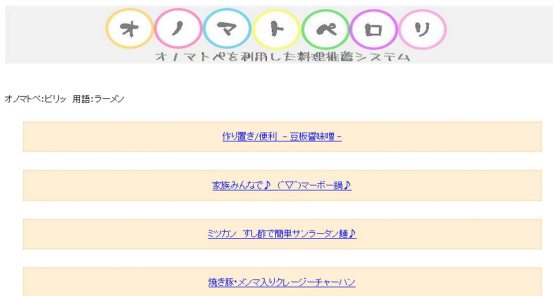 オノマトペロリ
オノマトペを利用した料理推薦システム
オノマトペ:ピリッ 用語:ラーメン
作り置き/便利 －豆板醤味噌－
家族みんなで♪（▽）マーボー鍋♪
ミツカン すし酢で簡単サンラータン麺♪
焼き豚・メンマ入りクレージーチャーハン